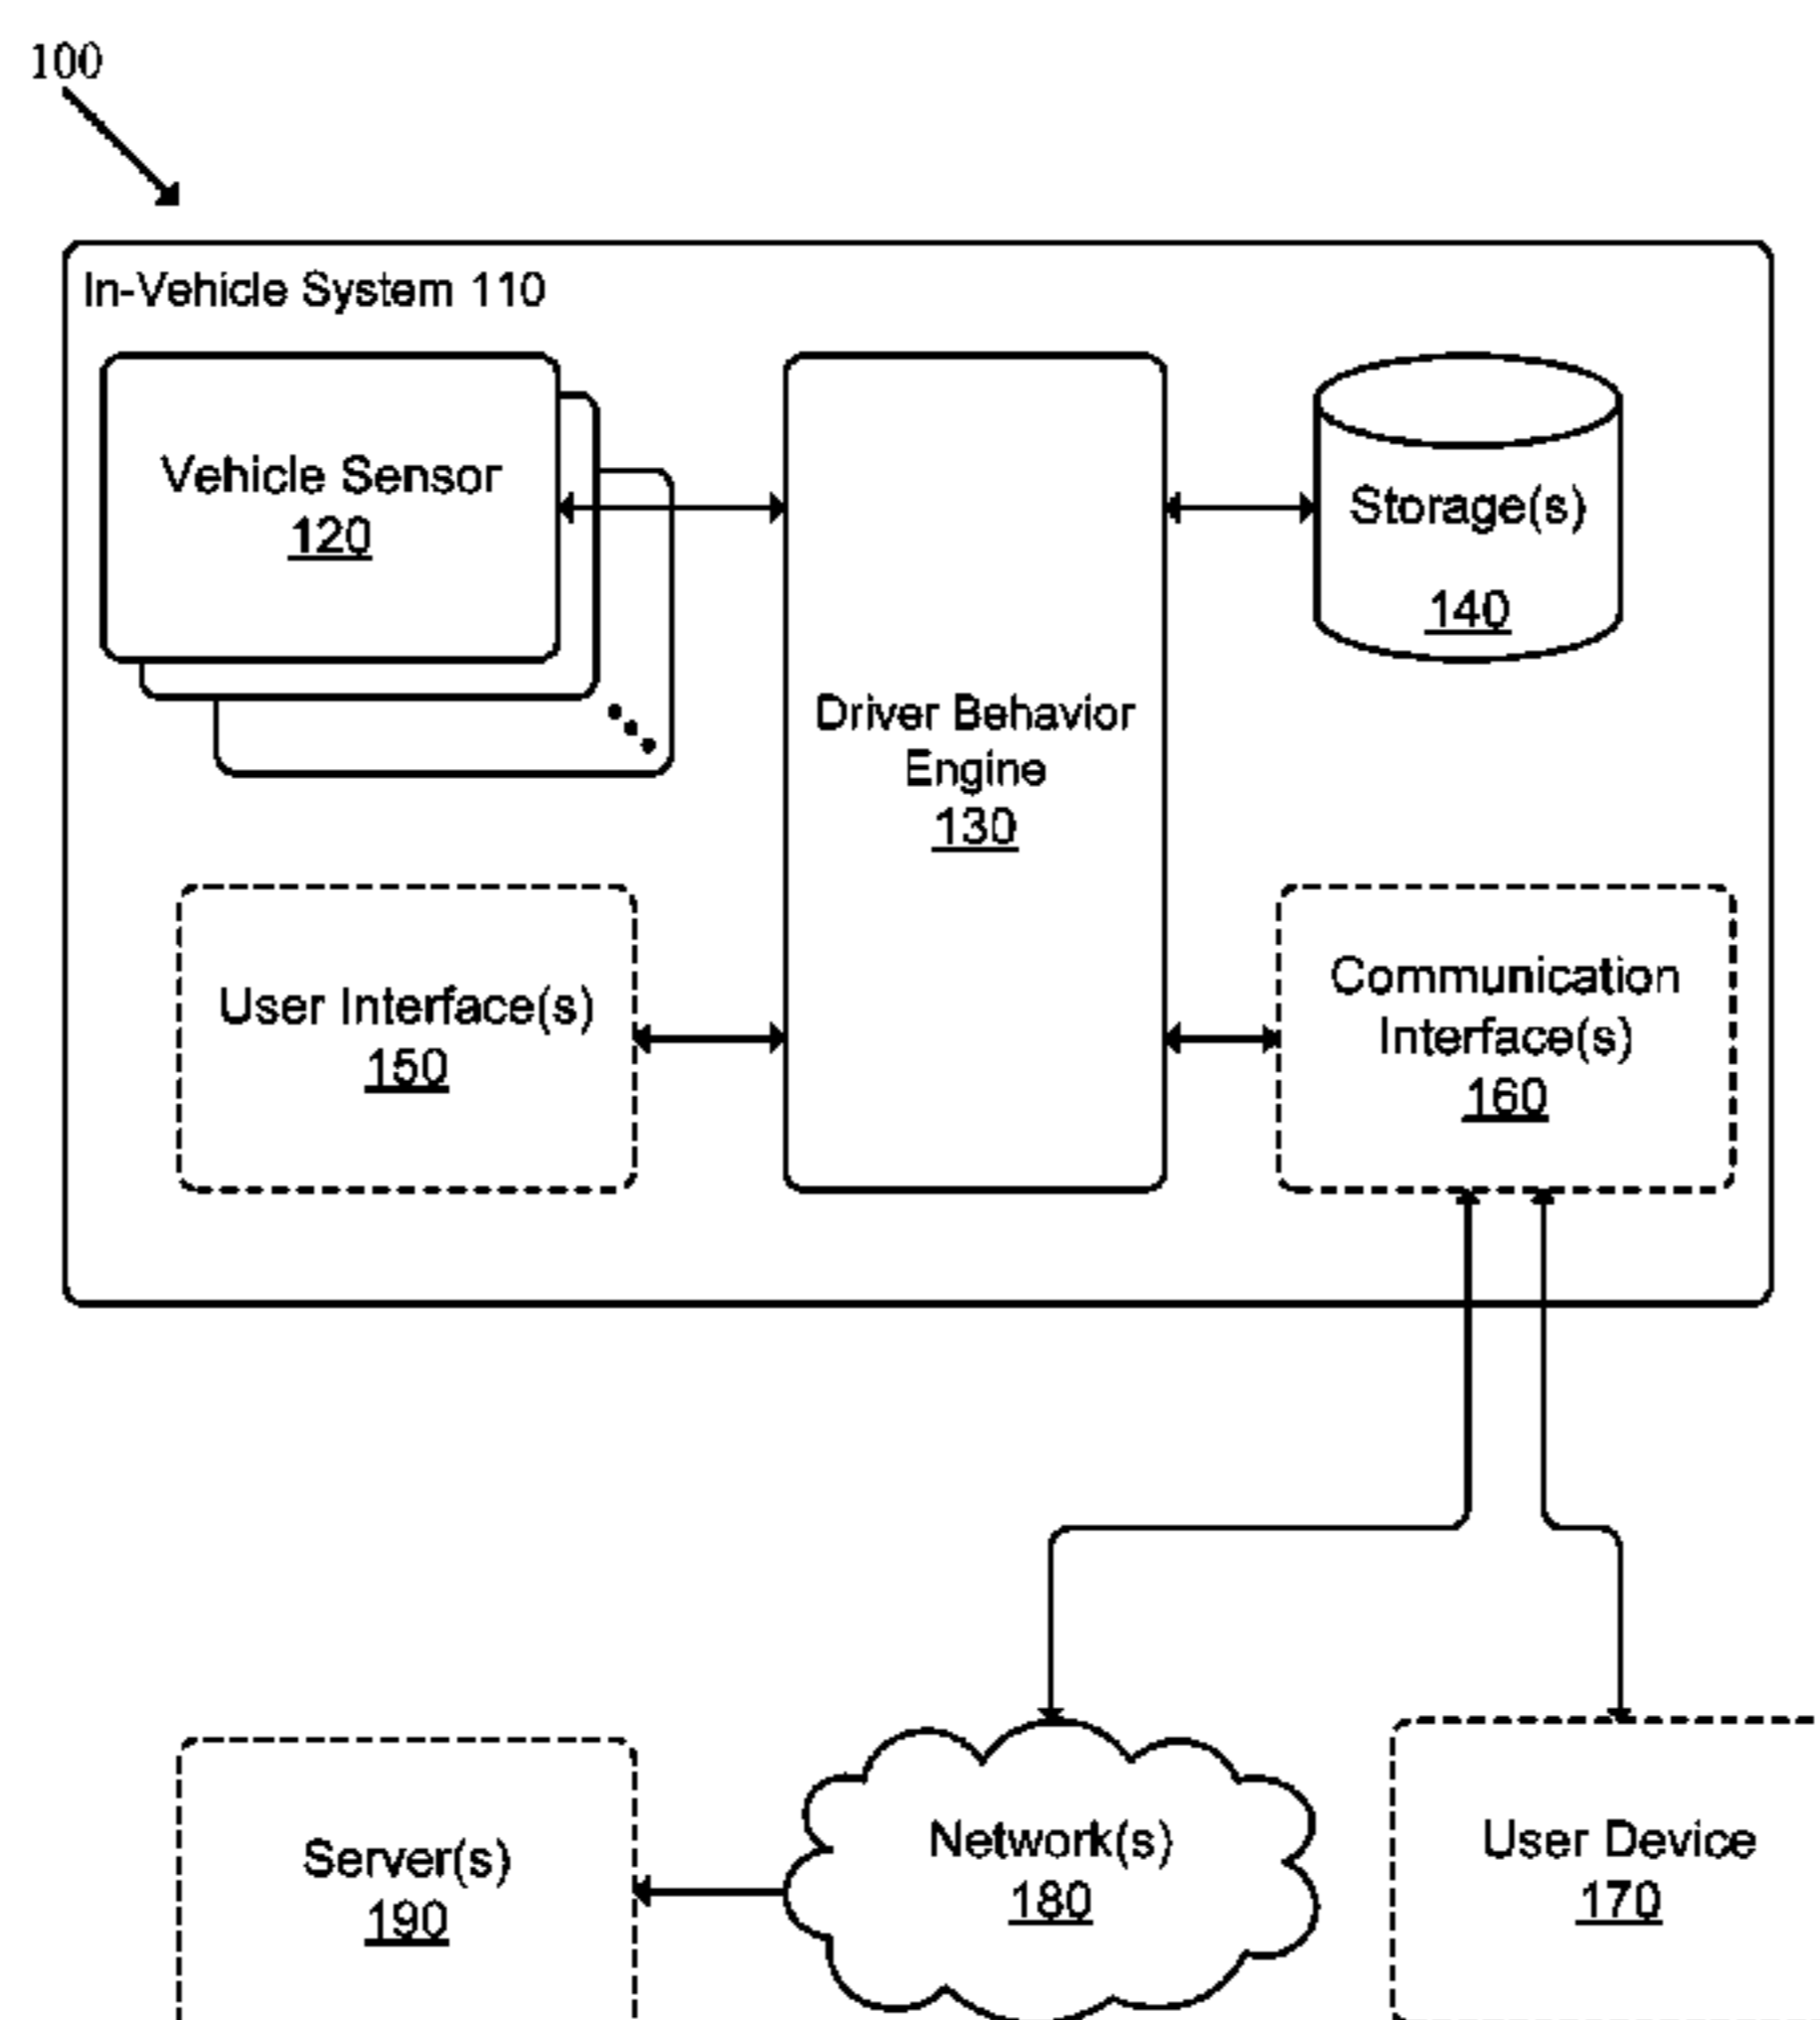 100
In-Vehicle System 110
Vehicle Sensor
120
Storage(s)
140
Driver Behavior
Engine
130
User Interface(s)
150
Communication
Interface(s)
160
Server(s)
190
Network(s)
180
User Device
170